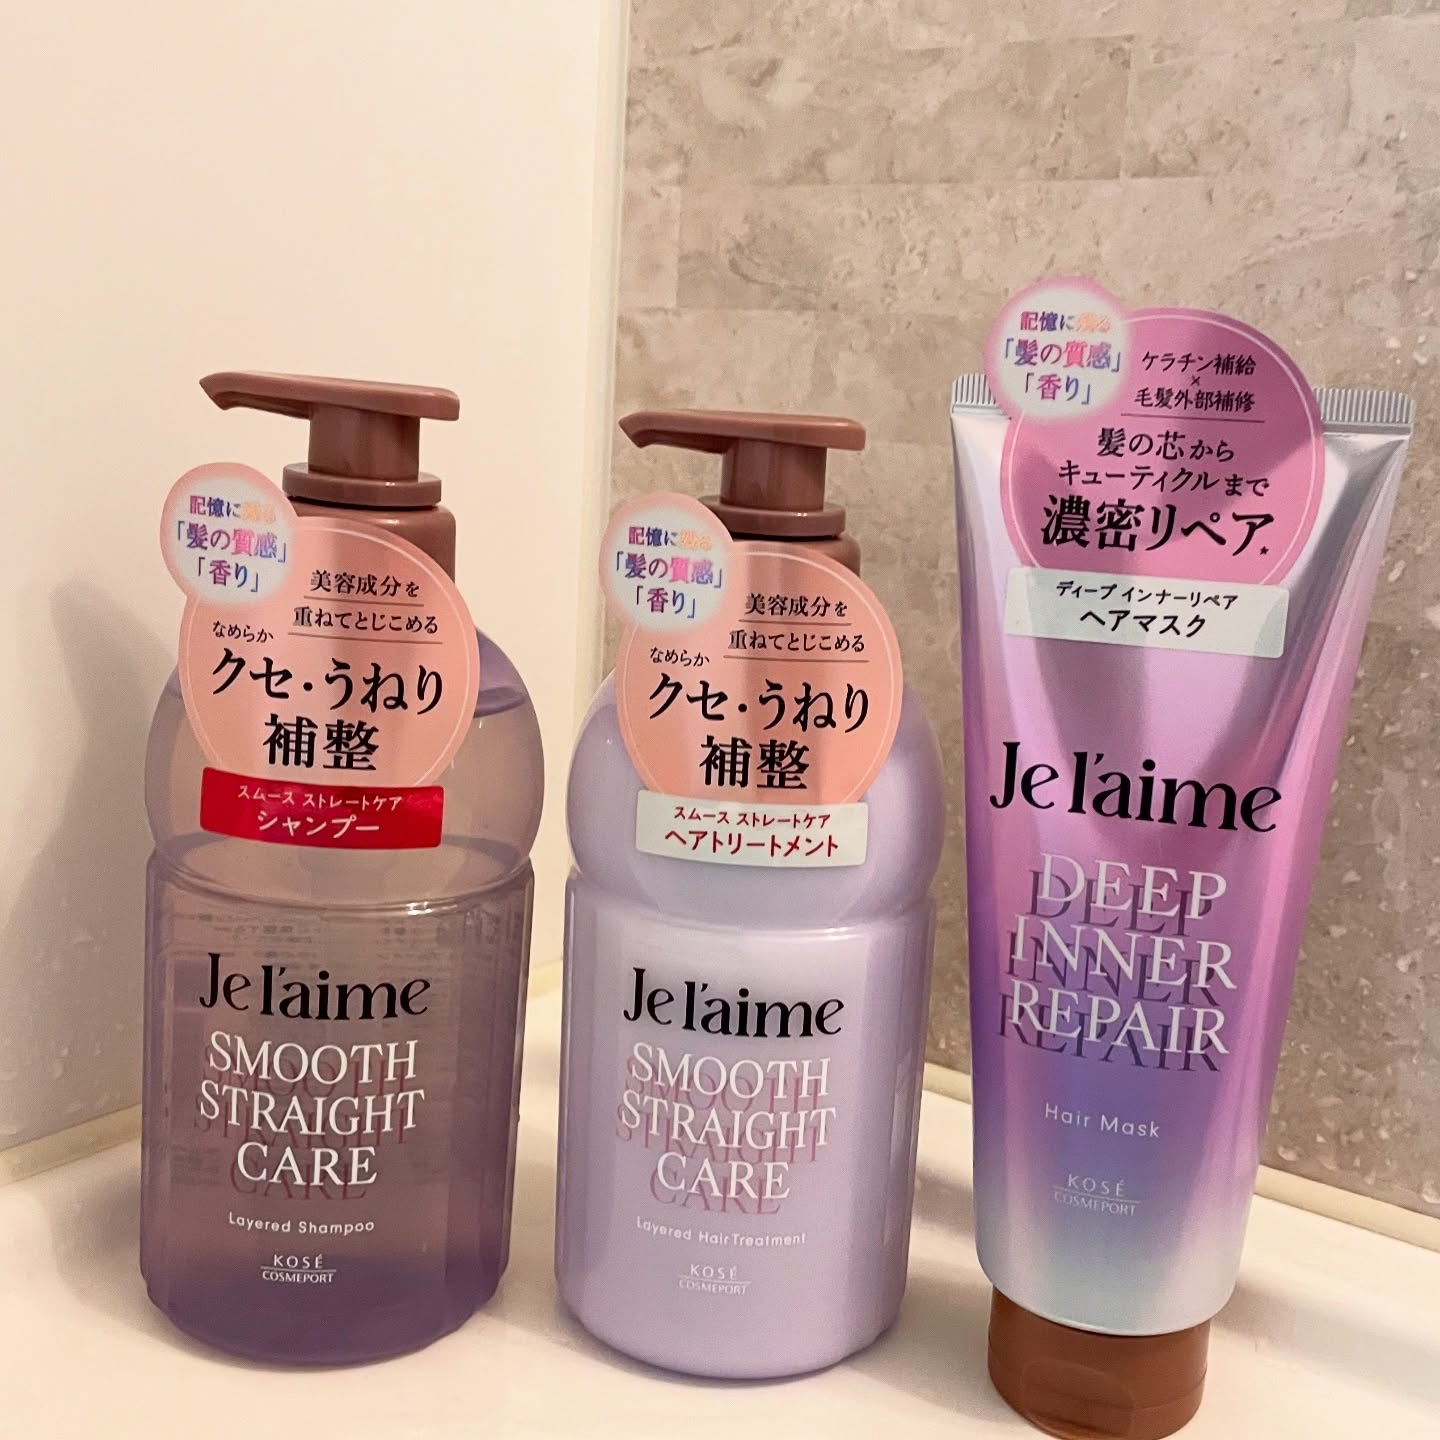 記憶に残る
「髪の質感」
「香り」
美容成分を
重ねてとじこめる
なめらか
クセ・うねり
補整
スムース ストレートケア
シャンプー
Je l'aime
SMOOTH
STRAIGHT
CARE
Layered Shampoo
KOSÉ
COSMEPORT
記憶に残る
「髪の質感」
「香り」
美容成分を
重ねてとじこめる
なめらか
クセ・うねり
補整
スムース ストレートケア
ヘアトリートメント
Je l'aime
SMOOTH
STRAIGHT
CARE
Layered Hair Treatment
KOSÉ
COSMEPORT
記憶に残る
「髪の質感」
「香り」
ケラチン補給
×
毛髪外部補修
髪の芯から
キューティクルまで
濃密リペア*
ディープ インナーリペア
ヘアマスク
Je l'aime
DEEP
INNER
REPAIR
Hair Mask
KOSÉ
COSMEPORT